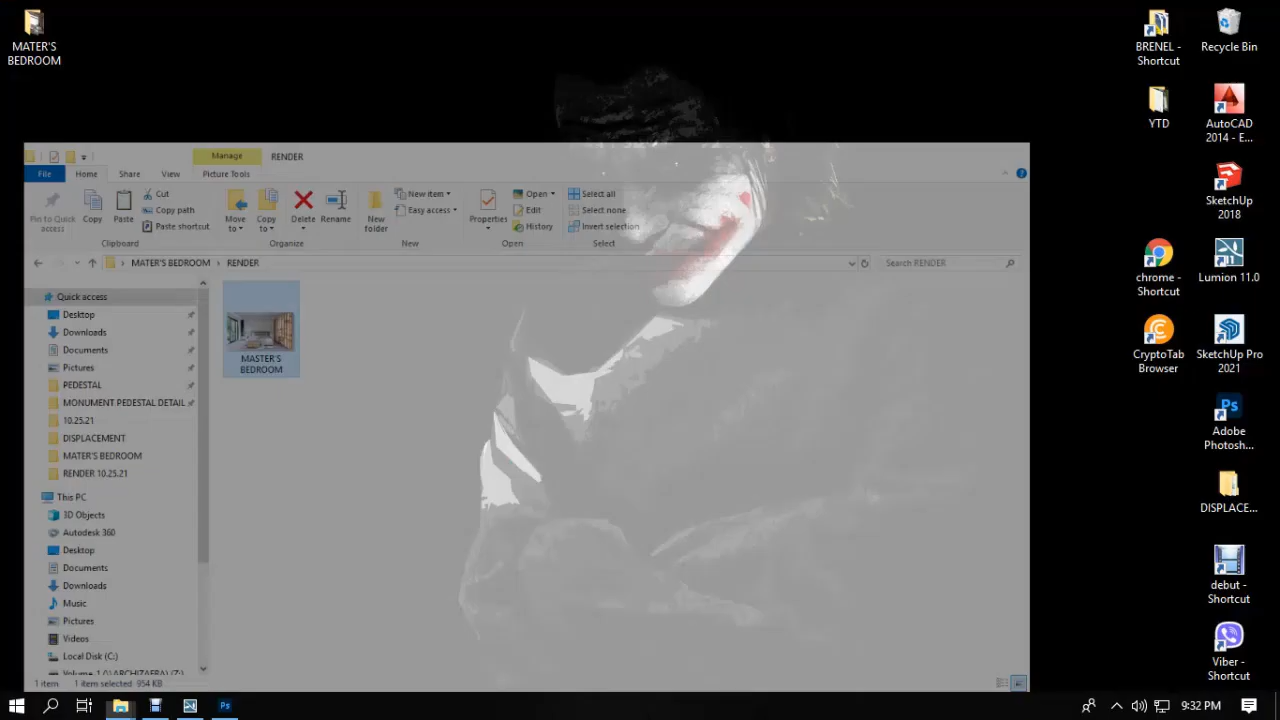 MATER'S
BEDROOM
BRENEL -
Shortcut
Recycle Bin
YTD
AutoCAD
2014 - E...
SketchUp
2018
chrome -
Shortcut
Lumion 11.0
CryptoTab
Browser
SketchUp Pro
2021
Adobe
Photosh...
DISPLACE...
debut -
Shortcut
Viber -
Shortcut
Manage
RENDER
File
Home
Share
View
Picture Tools
Pin to Quick
access
Copy
Paste
Cut
Copy path
Paste shortcut
Move
to
Copy
to
Delete
Rename
New
folder
New item
Easy access
Properties
Open
Edit
History
Select all
Select none
Invert selection
Clipboard
Organize
New
Open
Select
MATER'S BEDROOM
RENDER
Search RENDER
Quick access
Desktop
Downloads
Documents
Pictures
PEDESTAL
MONUMENT PEDESTAL DETAIL
10.25.21
DISPLACEMENT
MATER'S BEDROOM
RENDER 10.25.21
This PC
3D Objects
Autodesk 360
Desktop
Documents
Downloads
Music
Pictures
Videos
Local Disk (C:)
MASTER'S
BEDROOM
1 item
1 item selected 954 KB
Ps
Ps
9:32 PM